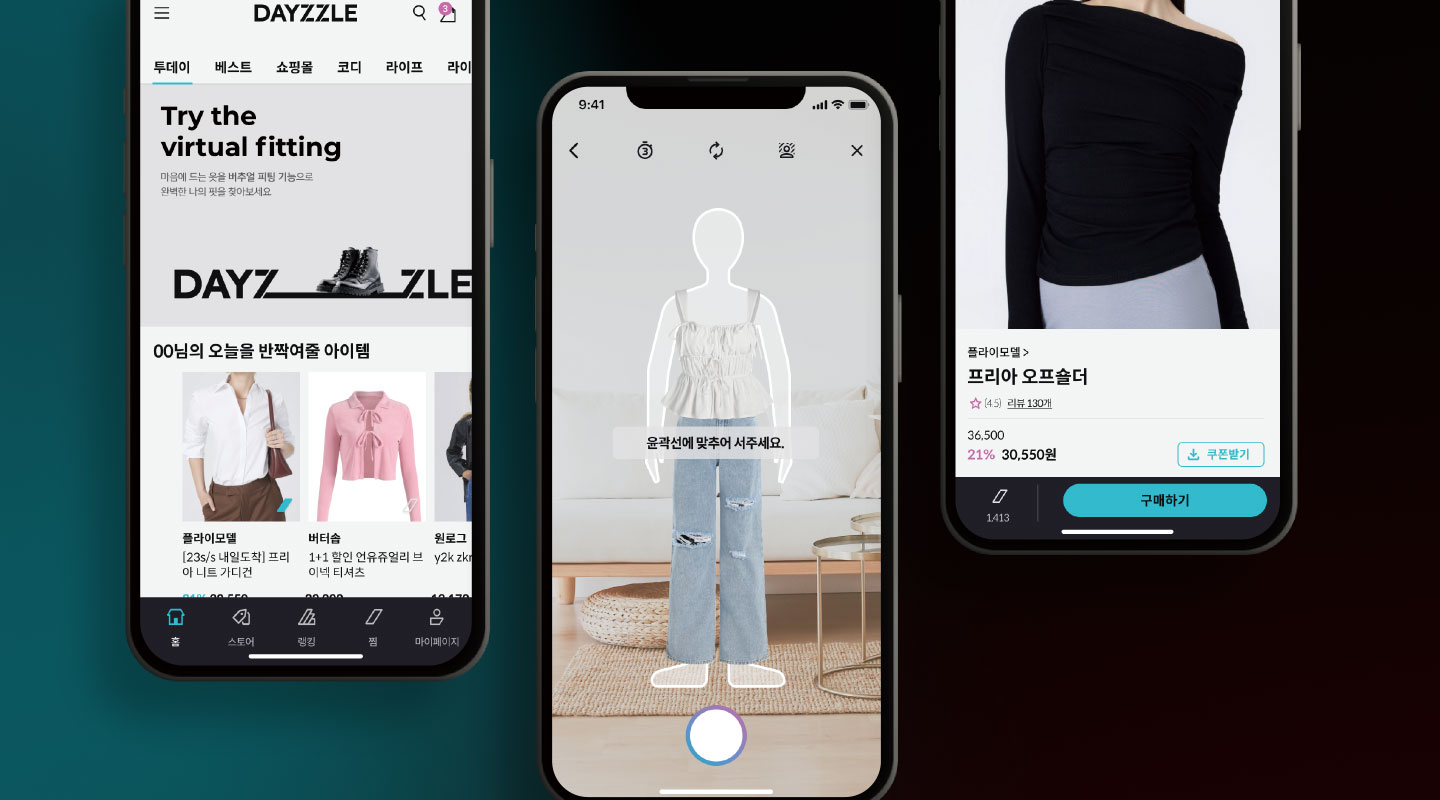 DAYZZLE
3
투데이 베스트 쇼핑몰 코디 라이프 라이
Try the
virtual fitting
마음에 드는 옷을 버추얼 피팅 기능으로
완벽한 나의 핏을 찾아보세요
DAYZ ZLE
00님의 오늘을 반짝여줄 아이템
플라이모델
[23s/s 내일도착] 프리
아 니트 가디건
버터숍
1+1 할인 언유쥬얼리 브
이넥 티셔츠
원로그
y2k zkr
홈 스토어 랭킹 찜 마이페이지
9:41
3
윤곽선에 맞추어 서주세요.
플라이모델 >
프리아 오프숄더
(4.5) 리뷰 130개
36,500
21% 30,550원
쿠폰받기
1,413
구매하기